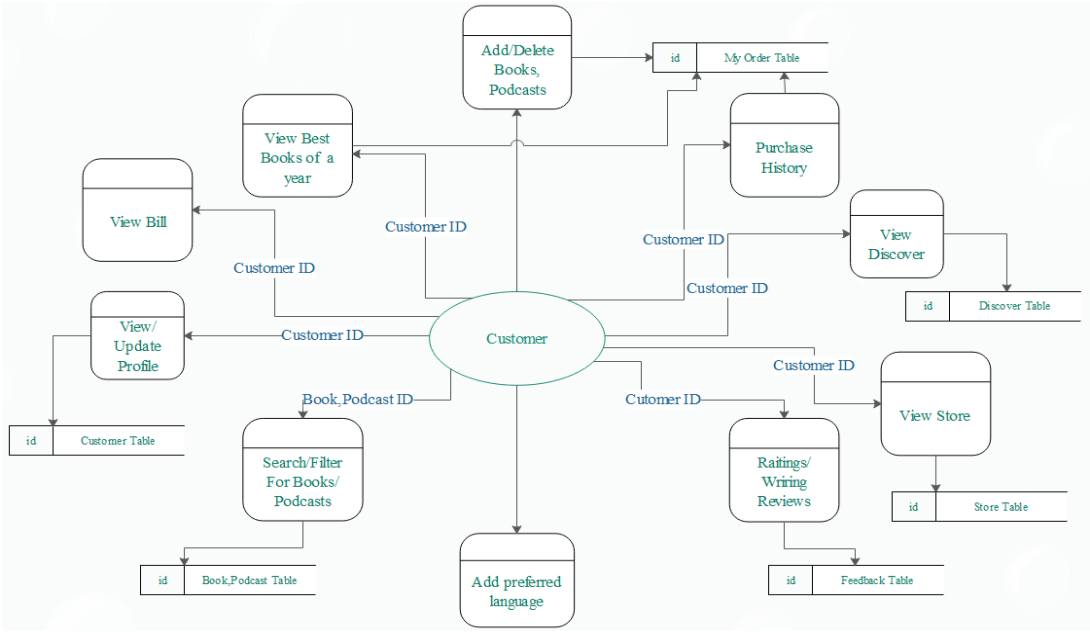 Add/Delete
Books,
Podcasts
id
My Order Table
View Best
Books of a
year
Purchase
History
View Bill
View
Discover
Customer ID
Customer ID
Customer ID
Customer ID
id
Discover Table
View/
Update
Profile
Customer ID
Customer
Customer ID
View Store
Book,Podcast ID
Cutomer ID
id
Customer Table
Search/Filter
For Books/
Podcasts
Raitings/
Wriring
Reviews
id
Store Table
id
Book,Podcast Table
Add preferred
language
id
Feedback Table